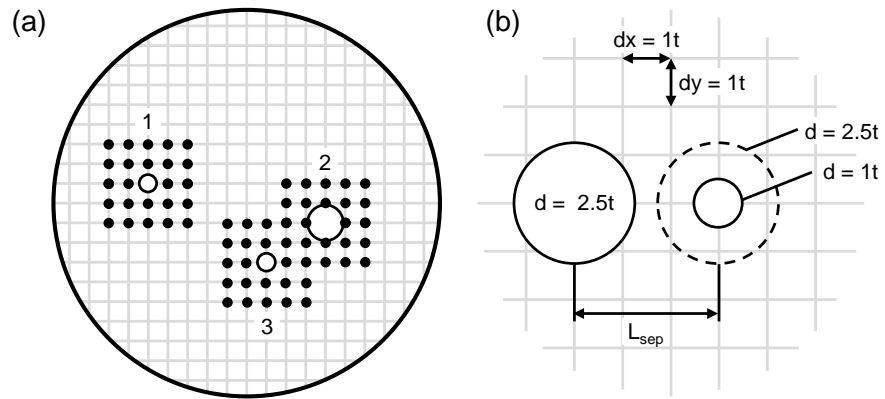 (a)
1
2
3
(b)
dx = 1t
dy = 1t
d = 2.5t
d = 1t
d = 2.5t
Lsep